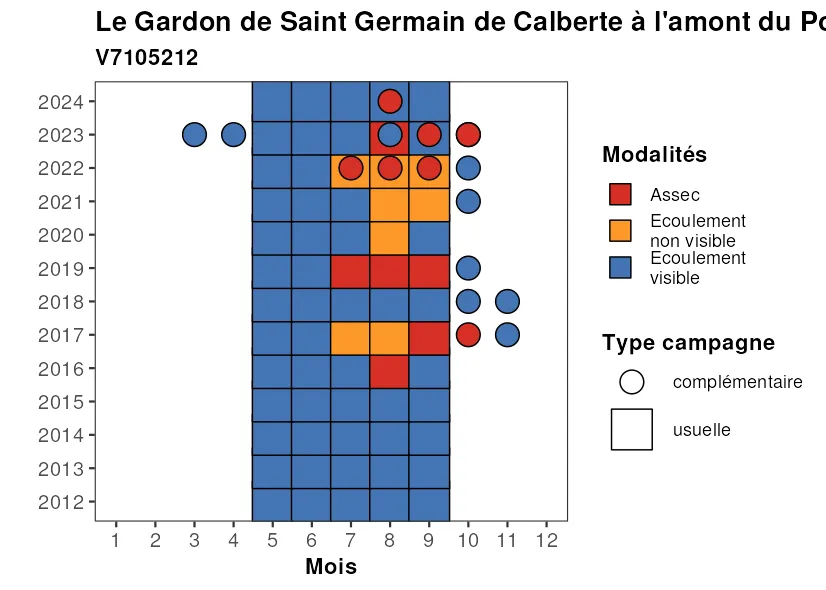 Le Gardon de Saint Germain de Calberte à l'amont du
V7105212
2024
2023
2022
2021
2020
2019
2018
2017
2016
2015
2014
2013
2012
1 2 3 4 5 6 7 8 9 10 11 12
Mois
Modalités
Assec
Ecoulement
non visible
Ecoulement
visible
Type campagne
complémentaire
usuelle